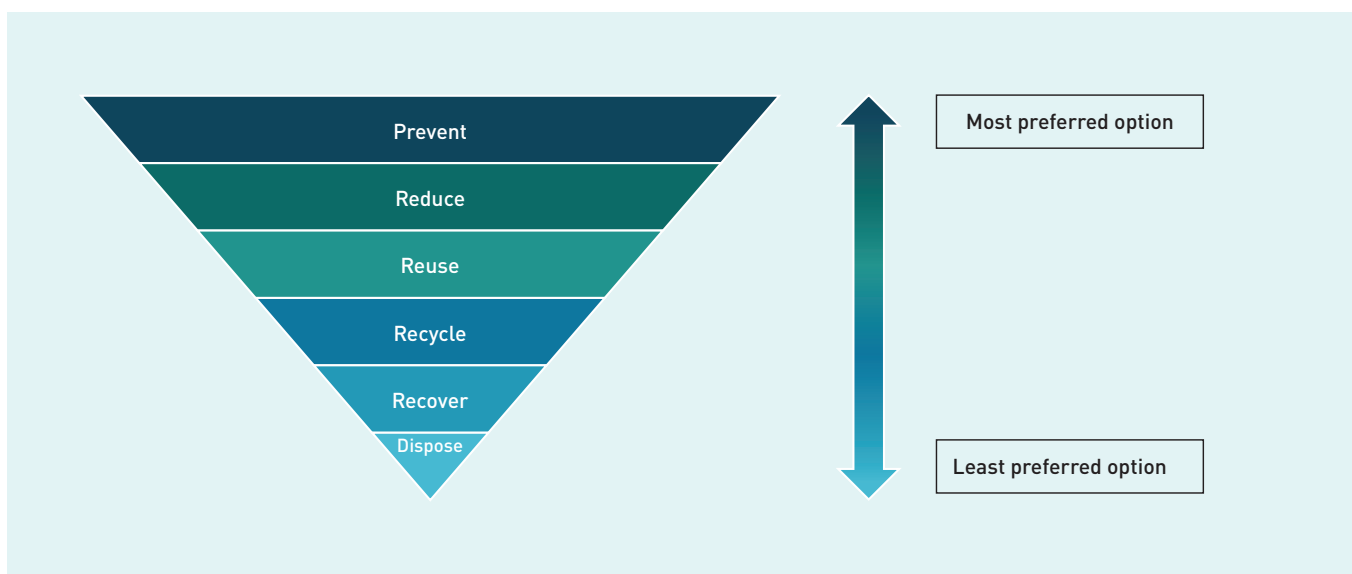 Prevent
Most preferred option
Reduce
Reuse
Recycle
Recover
Dispose
Least preferred option